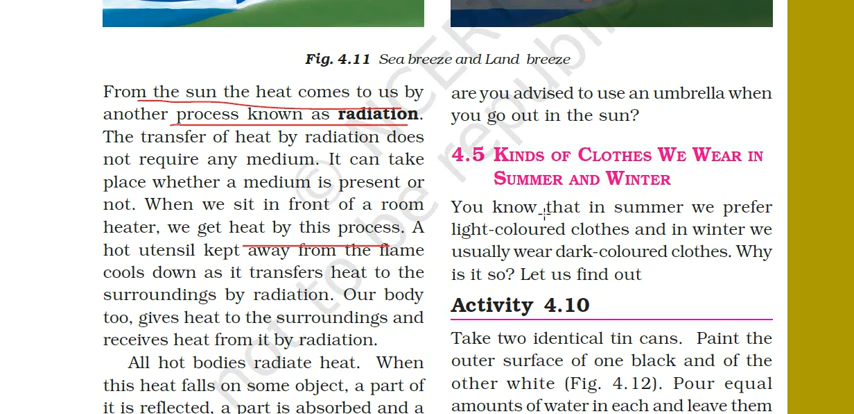 Fig. 4.11 Sea breeze and Land breeze
From the sun the heat comes to us by
another process known as radiation.
The transfer of heat by radiation does
not require any medium. It can take
place whether a medium is present or
not. When we sit in front of a room
heater, we get heat by this process. A
hot utensil kept away from the flame
cools down as it transfers heat to the
surroundings by radiation. Our body
too, gives heat to the surroundings and
receives heat from it by radiation.
All hot bodies radiate heat. When
this heat falls on some object, a part of
it is reflected, a part is absorbed and a
are you advised to use an umbrella when
you go out in the sun?
4.5 KINDS OF CLOTHES WE WEAR IN
SUMMER AND WINTER
You know that in summer we prefer
light-coloured clothes and in winter we
usually wear dark-coloured clothes. Why
is it so? Let us find out
Activity 4.10
Take two identical tin cans. Paint the
outer surface of one black and of the
other white (Fig. 4.12). Pour equal
amounts of water in each and leave them
© NCER
not to be republis